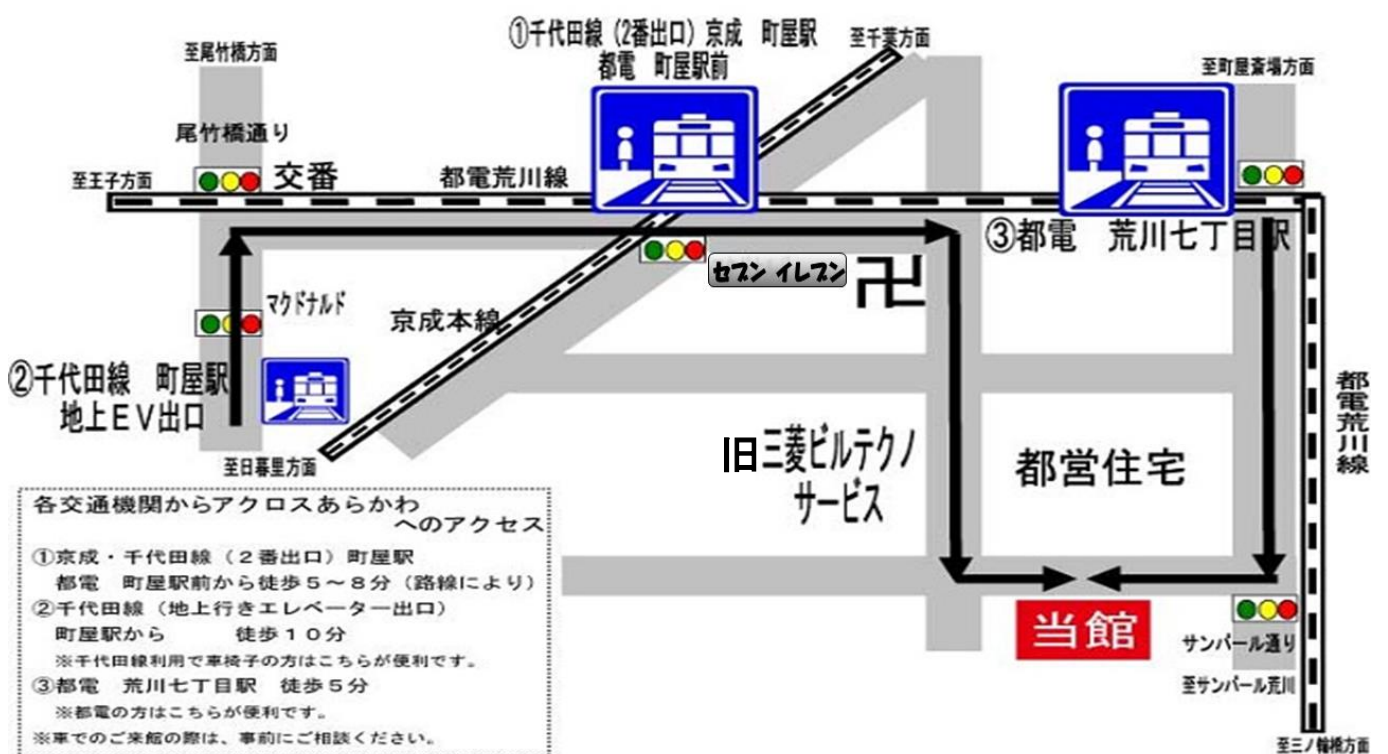 ①千代田線（2番出口）京成　町屋駅
都電　町屋駅前
至千葉方面
至尾竹橋方面
至町屋斎場方面
尾竹橋通り
交番
至王子方面
都電荒川線
③都電　荒川七丁目駅
セブン イレブン
卍
マクドナルド
京成本線
②千代田線　町屋駅
地上ＥＶ出口
至日暮里方面
都電荒川線
旧三菱ビルテクノ
サービス
都営住宅
当館
サンパール通り
至サンパール荒川
至三ノ輪橋方面
各交通機関からアクロスあらかわ
へのアクセス
①京成・千代田線（２番出口）町屋駅
都電　町屋駅前から徒歩５～８分（路線により）
②千代田線（地上行きエレベーター出口）
町屋駅から　　　徒歩１０分
※千代田線利用で車椅子の方はこちらが便利です。
③都電　荒川七丁目駅　徒歩５分
※都電の方はこちらが便利です。
※車でのご来館の際は、事前にご相談ください。